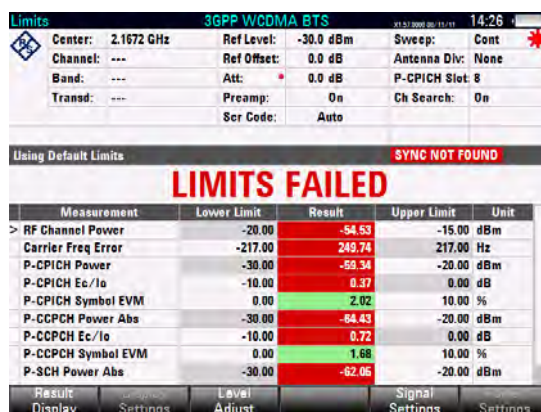 Limits 3GPP WCDMA BTS 14:26
Center: 2.1672 GHz Ref Level: -30.0 dBm Sweep: Cont
Channel: --- Ref Offset: 0.0 dB Antenna Div: None
Band: --- Att: 0.0 dB P-CPICH Slot: 8
Transd: --- Preamp: On Ch Search: On
Scr Code: Auto
Using Default Limits SYNC NOT FOUND
LIMITS FAILED
Measurement Lower Limit Result Upper Limit Unit
> RF Channel Power -20.00 -54.53 -15.00 dBm
Carrier Freq Error -217.00 249.74 217.00 Hz
P-CPICH Power -30.00 -59.34 -20.00 dBm
P-CPICH Ec/Io -10.00 0.37 0.00 dB
P-CPICH Symbol EVM 0.00 2.02 10.00 %
P-CCPCH Power Abs -30.00 -64.43 -20.00 dBm
P-CCPCH Ec/Io -10.00 0.72 0.00 dB
P-CCPCH Symbol EVM 0.00 1.68 10.00 %
P-SCH Power Abs -30.00 -62.05 -20.00 dBm
Result Level Signal
Display Settings Adjust Settings Settings